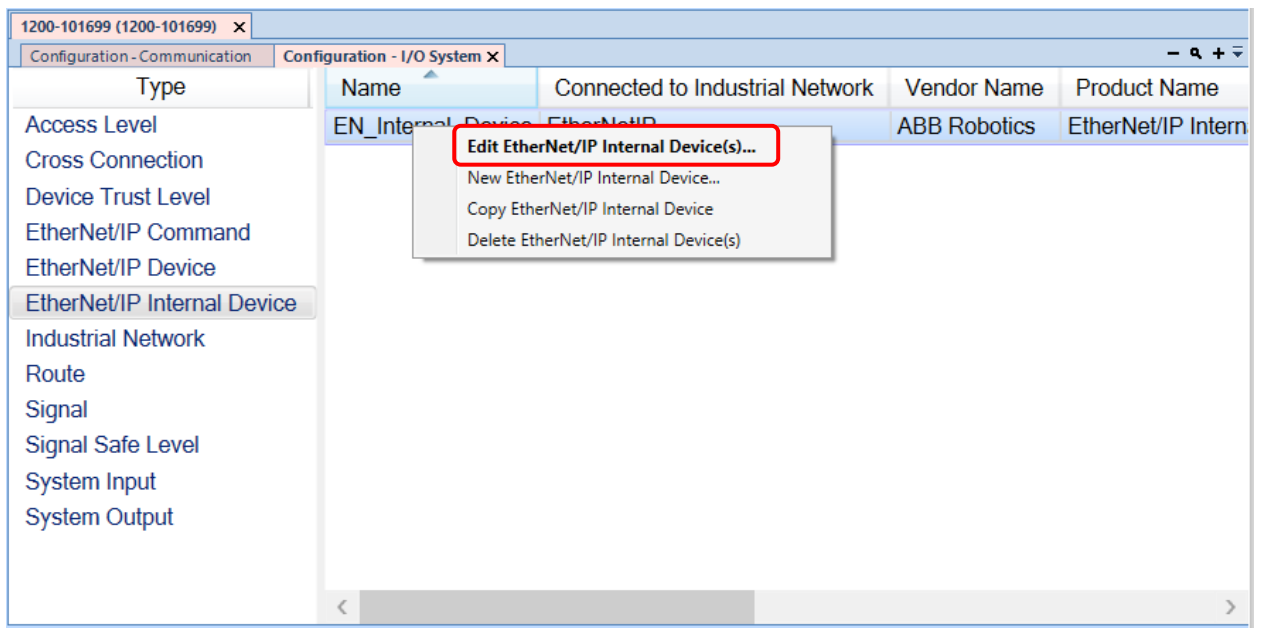 1200-101699 (1200-101699) X
Configuration - Communication Configuration - I/O System X
Type Name Connected to Industrial Network Vendor Name Product Name
Access Level EN_Internal_Device EtherNetIP ABB Robotics EtherNet/IP Intern
Edit EtherNet/IP Internal Device(s)...
Cross Connection
New EtherNet/IP Internal Device...
Device Trust Level
Copy EtherNet/IP Internal Device
EtherNet/IP Command
Delete EtherNet/IP Internal Device(s)
EtherNet/IP Device
EtherNet/IP Internal Device
Industrial Network
Route
Signal
Signal Safe Level
System Input
System Output